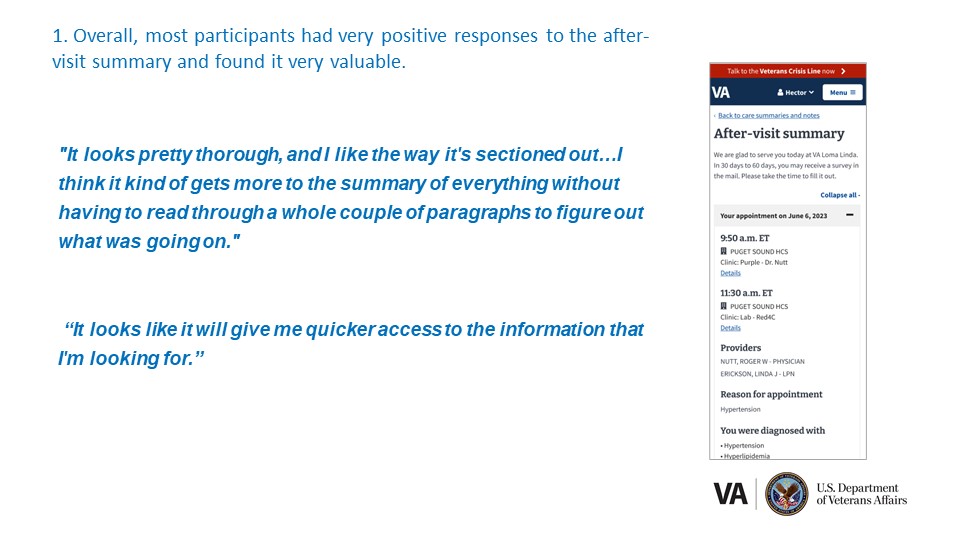 1. Overall, most participants had very positive responses to the after-
visit summary and found it very valuable.
"It looks pretty thorough, and I like the way it's sectioned out…I
think it kind of gets more to the summary of everything without
having to read through a whole couple of paragraphs to figure out
what was going on."
“It looks like it will give me quicker access to the information that
I'm looking for.”
Talk to the Veterans Crisis Line now
VA
Hector
Menu
Back to care summaries and notes
After-visit summary
We are glad to serve you today at VA Loma Linda.
In 30 days to 60 days, you may receive a survey in
the mail. Please take the time to fill it out.
Collapse all -
Your appointment on June 6, 2023
9:50 a.m. ET
PUGET SOUND HCS
Clinic: Purple - Dr. Nutt
Details
11:30 a.m. ET
PUGET SOUND HCS
Clinic: Lab - Red4C
Details
Providers
NUTT, ROGER W - PHYSICIAN
ERICKSON, LINDA J - LPN
Reason for appointment
Hypertension
You were diagnosed with
• Hypertension
• Hyperlipidemia
VA
U.S. Department
of Veterans Affairs